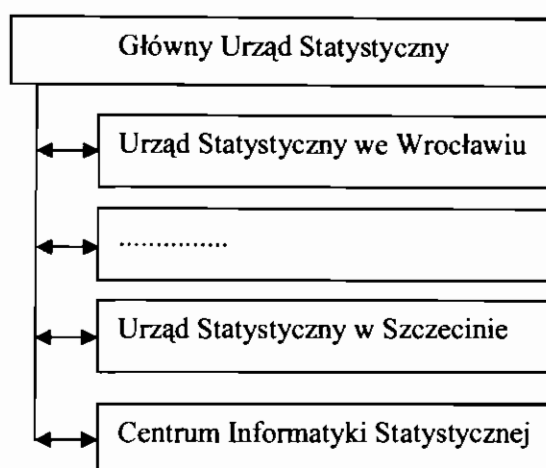 Główny Urząd Statystyczny
Urząd Statystyczny we Wrocławiu
...............
Urząd Statystyczny w Szczecinie
Centrum Informatyki Statystycznej